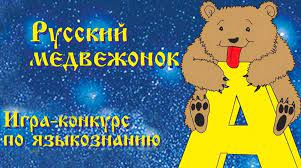 Русский
медвежонок
Игра-конкурс
по языкознанию
А